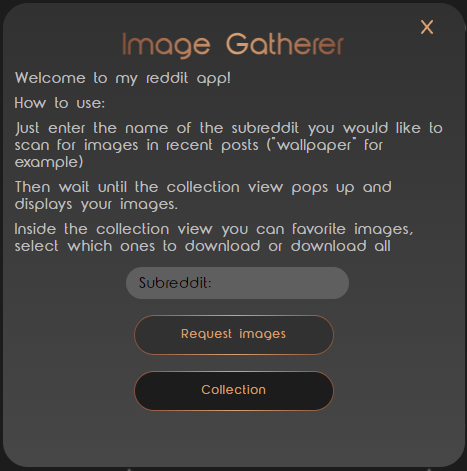 X
Image Gatherer
Welcome to my reddit app!
How to use:
Just enter the name of the subreddit you would like to
scan for images in recent posts ("wallpaper" for
example)
Then wait until the collection view pops up and
displays your images.
Inside the collection view you can favorite images,
select which ones to download or download all
Subreddit:
Request images
Collection